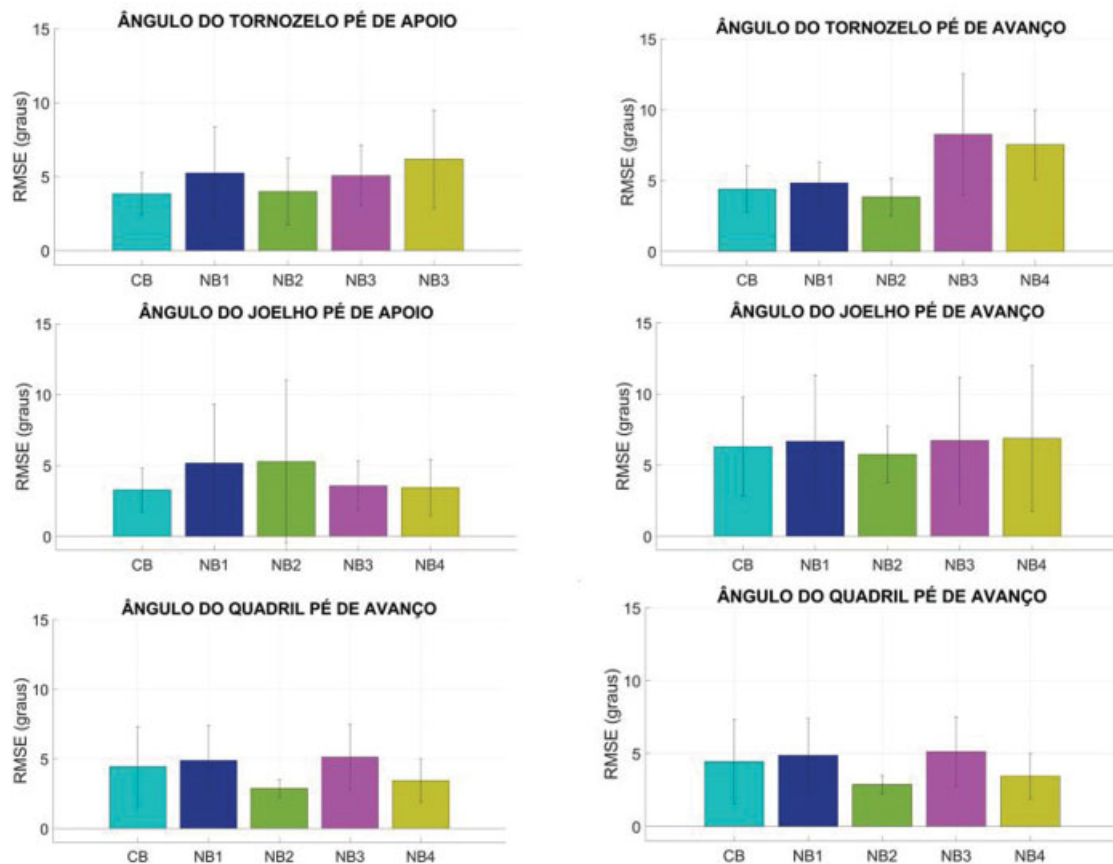 ÂNGULO DO TORNOZELO PÉ DE APOIO
15
10
5
0
RMSE (graus)
CB NB1 NB2 NB3 NB3
ÂNGULO DO TORNOZELO PÉ DE AVANÇO
15
10
5
0
RMSE (graus)
CB NB1 NB2 NB3 NB4
ÂNGULO DO JOELHO PÉ DE APOIO
15
10
5
0
RMSE (graus)
CB NB1 NB2 NB3 NB4
ÂNGULO DO JOELHO PÉ DE AVANÇO
15
10
5
0
RMSE (graus)
CB NB1 NB2 NB3 NB4
ÂNGULO DO QUADRIL PÉ DE AVANÇO
15
10
5
0
RMSE (graus)
CB NB1 NB2 NB3 NB4
ÂNGULO DO QUADRIL PÉ DE AVANÇO
15
10
5
0
RMSE (graus)
CB NB1 NB2 NB3 NB4